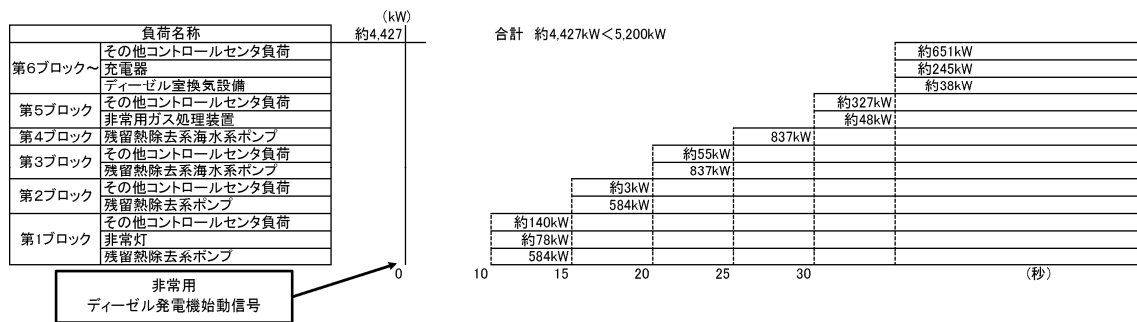 (kW)
負荷名称 約4,427 合計 約4,427kW＜5,200kW
その他コントロールセンタ負荷 約651kW
第6ブロック～ 充電器 約245kW
ディーゼル室換気設備 約38kW
その他コントロールセンタ負荷 約327kW
第5ブロック
非常用ガス処理装置 約48kW
第4ブロック 残留熱除去系海水系ポンプ 837kW
その他コントロールセンタ負荷 約55kW
第3ブロック
残留熱除去系海水系ポンプ 837kW
その他コントロールセンタ負荷 約3kW
第2ブロック
残留熱除去系ポンプ 584kW
その他コントロールセンタ負荷 約140kW
第1ブロック 非常灯 約78kW
残留熱除去系ポンプ 584kW
0 10 15 20 25 30 (秒)
非常用
ディーゼル発電機始動信号